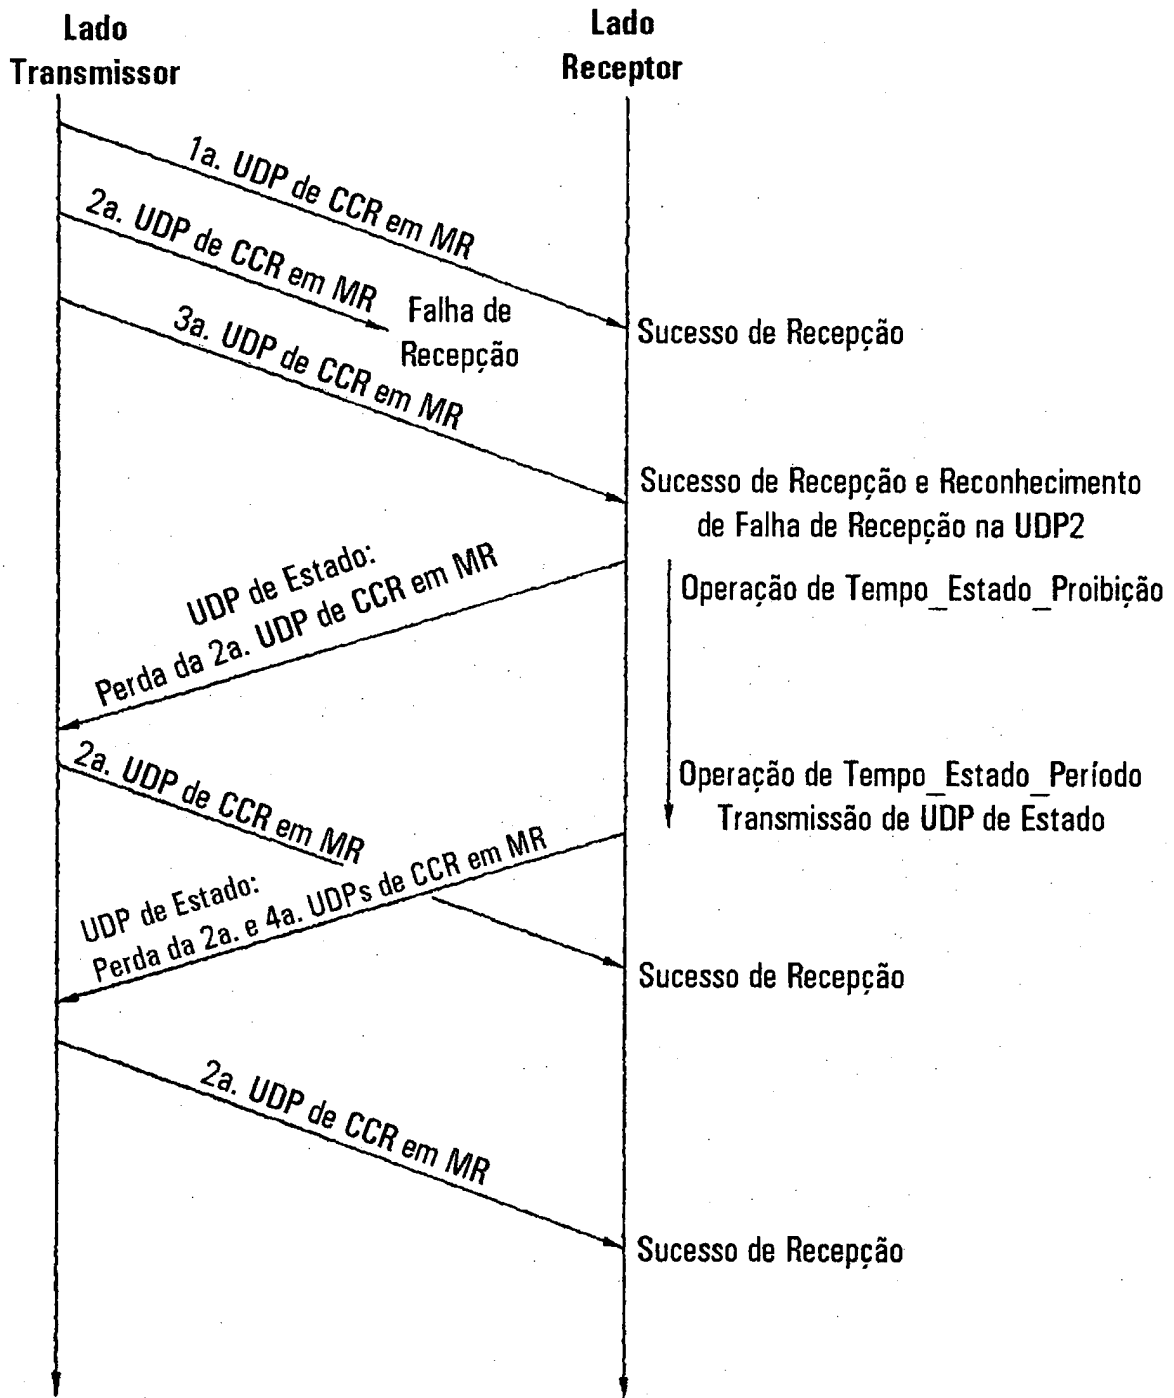 Lado
Transmissor
Lado
Receptor
1a. UDP de CCR em MR
2a. UDP de CCR em MR
Falha de
Recepção
Sucesso de Recepção
3a. UDP de CCR em MR
Sucesso de Recepção e Reconhecimento
de Falha de Recepção na UDP2
UDP de Estado:
Perda da 2a. UDP de CCR em MR
Operação de Tempo_Estado_Proibição
2a. UDP de CCR em MR
Operação de Tempo_Estado_Período
Transmissão de UDP de Estado
UDP de Estado:
Perda da 2a. e 4a. UDPs de CCR em MR
Sucesso de Recepção
2a. UDP de CCR em MR
Sucesso de Recepção